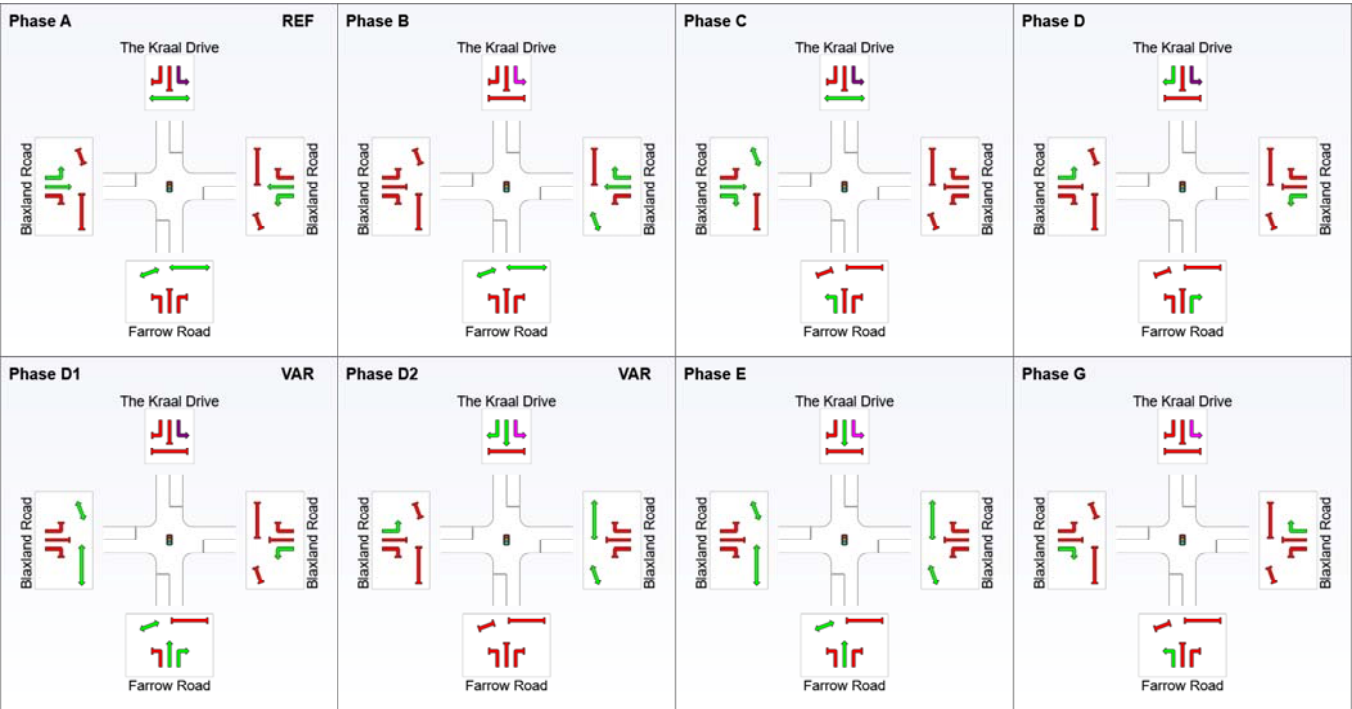 Phase A REF
The Kraal Drive
Blaxland Road
Blaxland Road
Farrow Road
Phase B
The Kraal Drive
Blaxland Road
Blaxland Road
Farrow Road
Phase C
The Kraal Drive
Blaxland Road
Blaxland Road
Farrow Road
Phase D
The Kraal Drive
Blaxland Road
Blaxland Road
Farrow Road
Phase D1 VAR
The Kraal Drive
Blaxland Road
Blaxland Road
Farrow Road
Phase D2 VAR
The Kraal Drive
Blaxland Road
Blaxland Road
Farrow Road
Phase E
The Kraal Drive
Blaxland Road
Blaxland Road
Farrow Road
Phase G
The Kraal Drive
Blaxland Road
Blaxland Road
Farrow Road